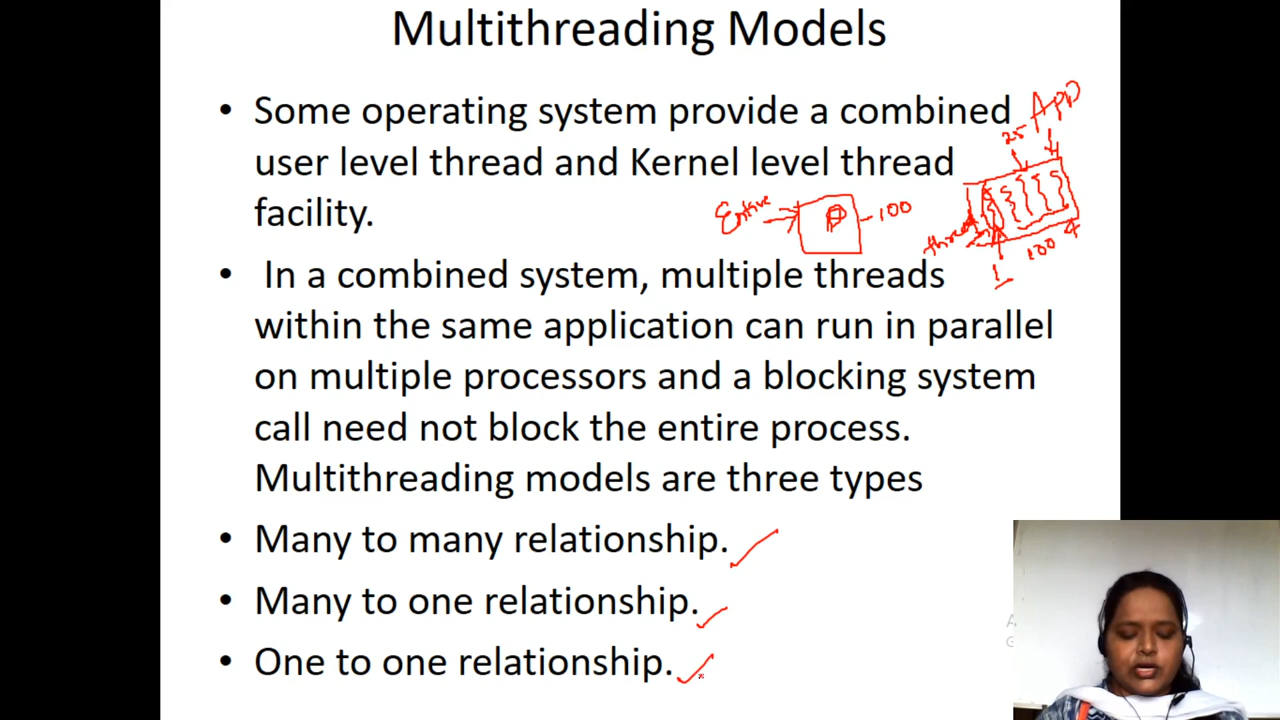 Multithreading Models
• Some operating system provide a combined
user level thread and Kernel level thread
facility.
APP
25
Entire
P
100
thread
100
1
• In a combined system, multiple threads
within the same application can run in parallel
on multiple processors and a blocking system
call need not block the entire process.
Multithreading models are three types
• Many to many relationship.
• Many to one relationship.
• One to one relationship.